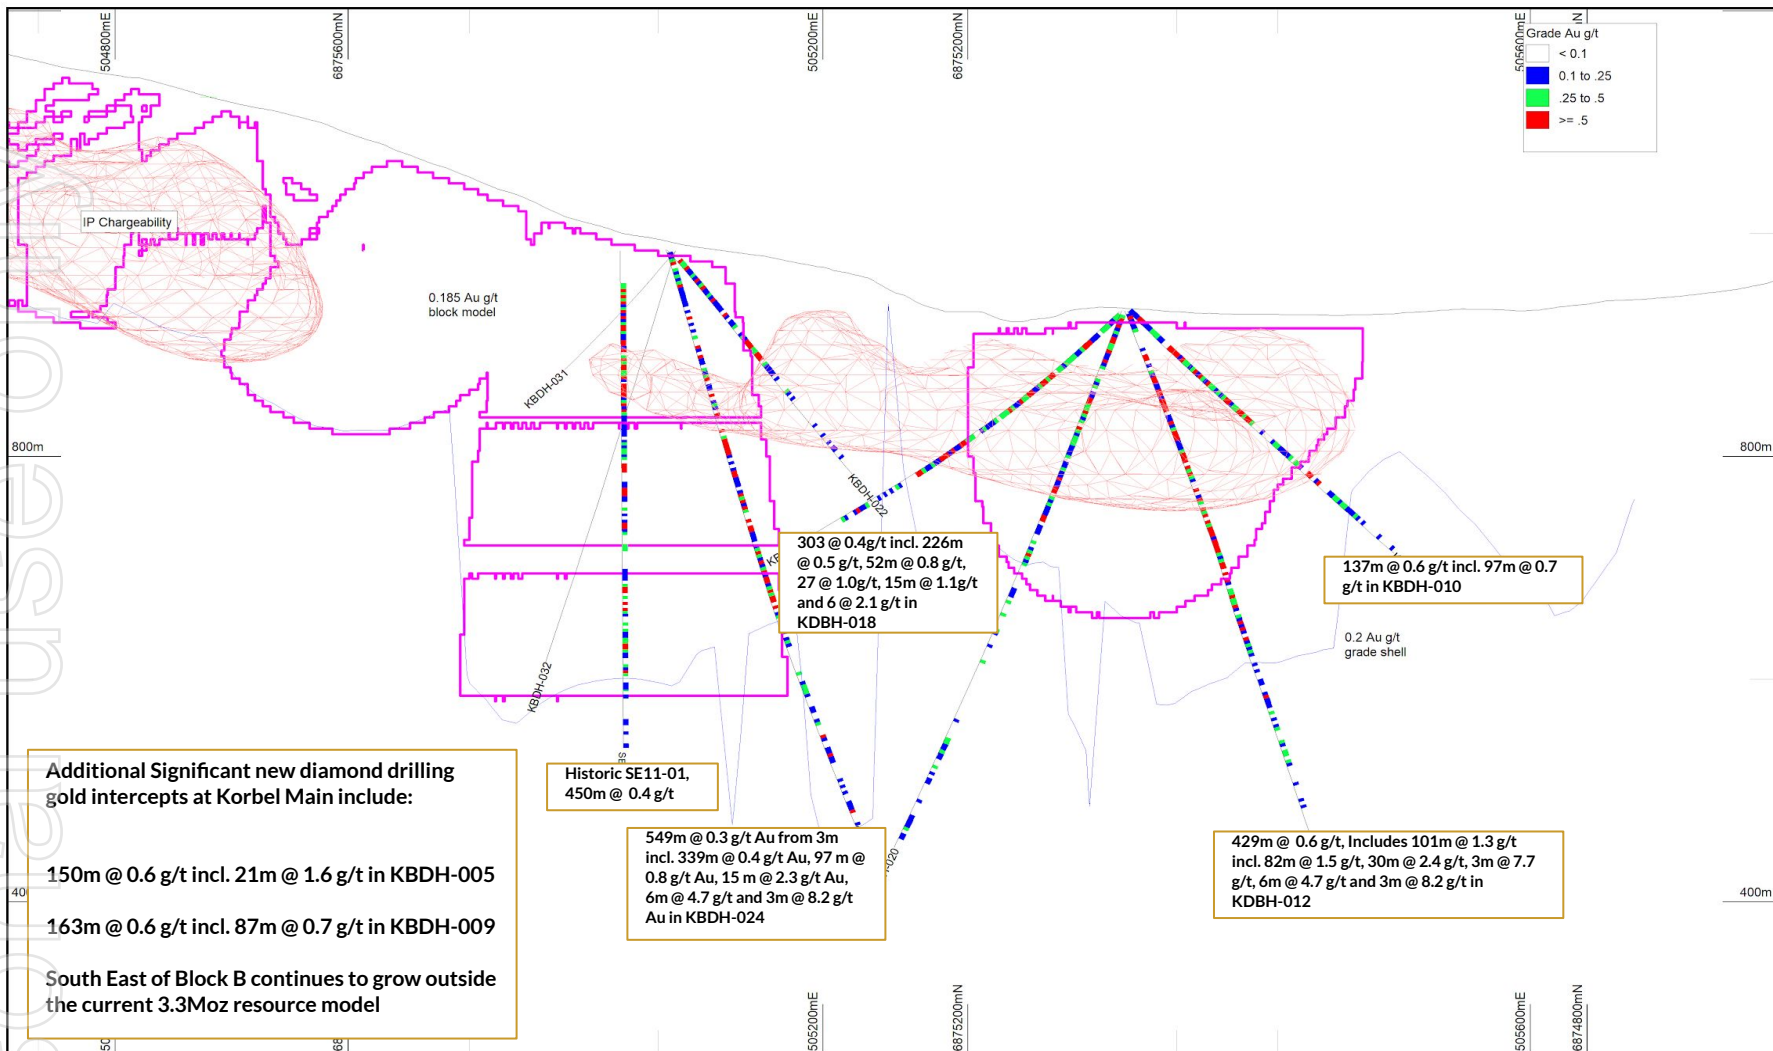 504800mE
6875600mN
505200mE
6875200mN
505600mE
Grade Au g/t
< 0.1
0.1 to .25
.25 to .5
>= .5
IP Chargeability
0.185 Au g/t
block model
KBDH-031
800m
800m
KBDH-022
303 @ 0.4g/t incl. 226m
@ 0.5 g/t, 52m @ 0.8 g/t,
27 @ 1.0g/t, 15m @ 1.1g/t
and 6 @ 2.1 g/t in
KDBH-018
137m @ 0.6 g/t incl. 97m @ 0.7
g/t in KBDH-010
0.2 Au g/t
grade shell
KBDH-032
Historic SE11-01,
450m @ 0.4 g/t
Additional Significant new diamond drilling
gold intercepts at Korbel Main include:
150m @ 0.6 g/t incl. 21m @ 1.6 g/t in KBDH-005
163m @ 0.6 g/t incl. 87m @ 0.7 g/t in KBDH-009
South East of Block B continues to grow outside
the current 3.3Moz resource model
549m @ 0.3 g/t Au from 3m
incl. 339m @ 0.4 g/t Au, 97 m @
0.8 g/t Au, 15 m @ 2.3 g/t Au,
6m @ 4.7 g/t and 3m @ 8.2 g/t
Au in KBDH-024
-020
429m @ 0.6 g/t, Includes 101m @ 1.3 g/t
incl. 82m @ 1.5 g/t, 30m @ 2.4 g/t, 3m @ 7.7
g/t, 6m @ 4.7 g/t and 3m @ 8.2 g/t in
KDBH-012
400m
505200mE
6875200mN
505600mE
6874800mN